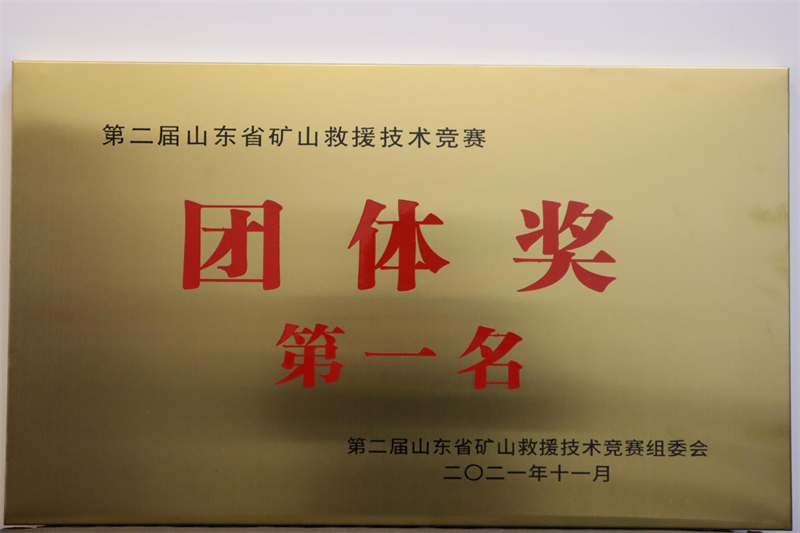 第二届山东省矿山救援技术竞赛
团体奖
第一名
第二届山东省矿山救援技术竞赛组委会
二〇二一年十一月